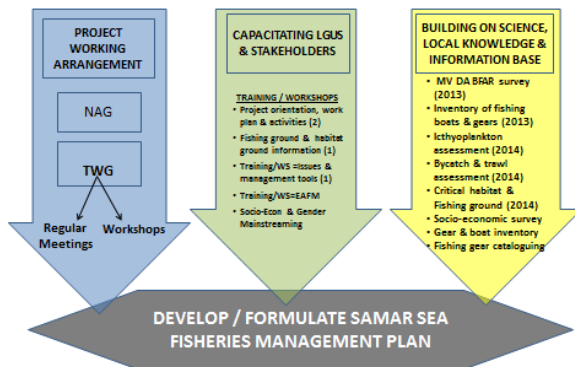 PROJECT
WORKING
ARRANGEMENT
NAG
TWG
Regular
Meetings
Workshops
CAPACITATING LGUS
& STAKEHOLDERS
TRAINING / WORKSHOPS
• Project orientation, work
plan & activities (2)
• Fishing ground & habitat
ground information (1)
• Training/WS =Issues &
management tools (1)
• Training/WS=EAFM
• Socio-Econ & Gender
Mainstreaming
BUILDING ON SCIENCE,
LOCAL KNOWLEDGE &
INFORMATION BASE
• MV DA BFAR survey
(2013)
• Inventory of fishing
boats & gears (2013)
• Icthyoplankton
assessment (2014)
• Bycatch & trawl assessment
(2014)
• Critical habitat &
Fishing ground (2014)
• Socio-economic survey
• Gear & boat inventory
• Fishing gear cataloguing
DEVELOP / FORMULATE SAMAR SEA
FISHERIES MANAGEMENT PLAN